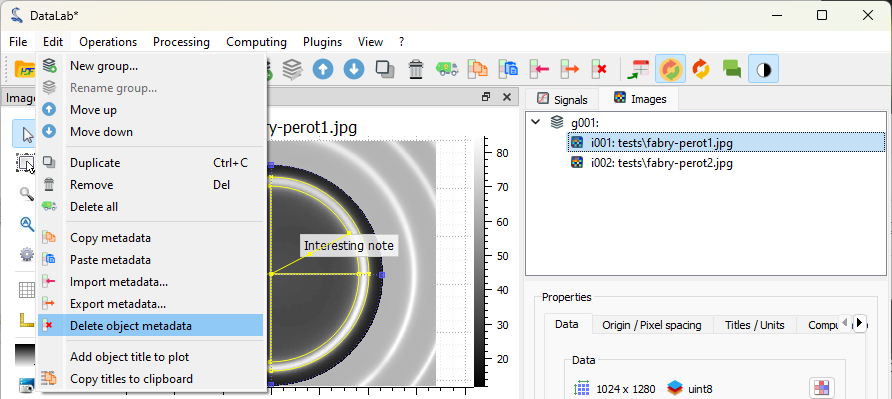 DataLab*
File Edit Operations Processing Computing Plugins View ?
New group...
Rename group...
Move up
Move down
Duplicate Ctrl+C
Remove Del
Delete all
Copy metadata
Paste metadata
Import metadata...
Export metadata...
Delete object metadata
Add object title to plot
Copy titles to clipboard
y-perot1.jpg
Interesting note
80
70
60
50
40
30
20
Signals Images
g001:
i001: tests\fabry-perot1.jpg
i002: tests\fabry-perot2.jpg
Properties
Data Origin / Pixel spacing Titles / Units
Data
1024 x 1280 uint8